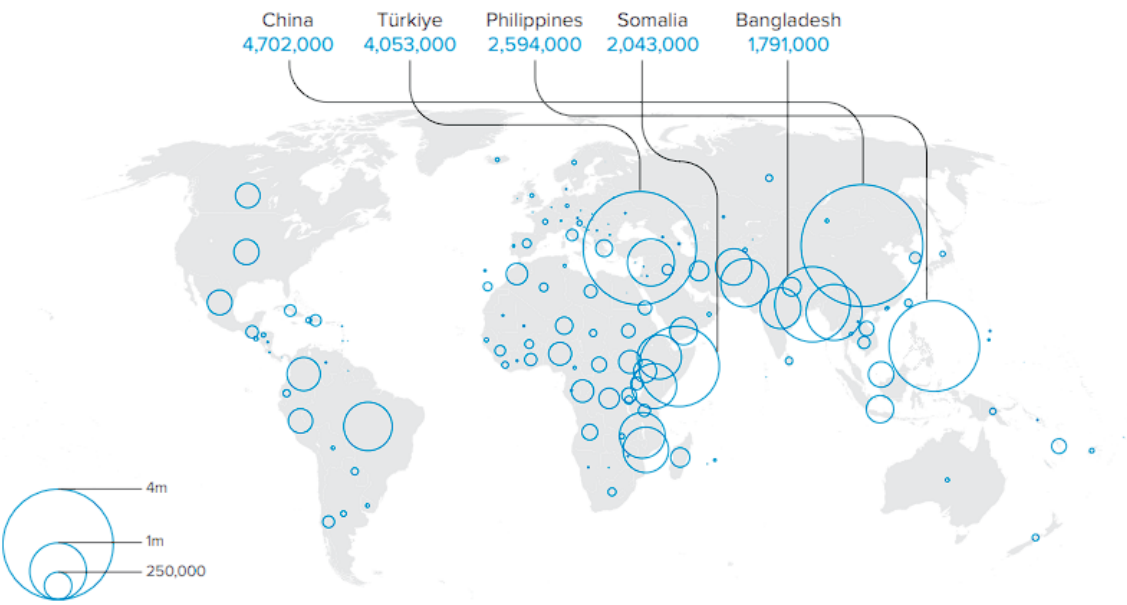 China Türkiye Philippines Somalia Bangladesh
4,702,000 4,053,000 2,594,000 2,043,000 1,791,000
4m
1m
250,000